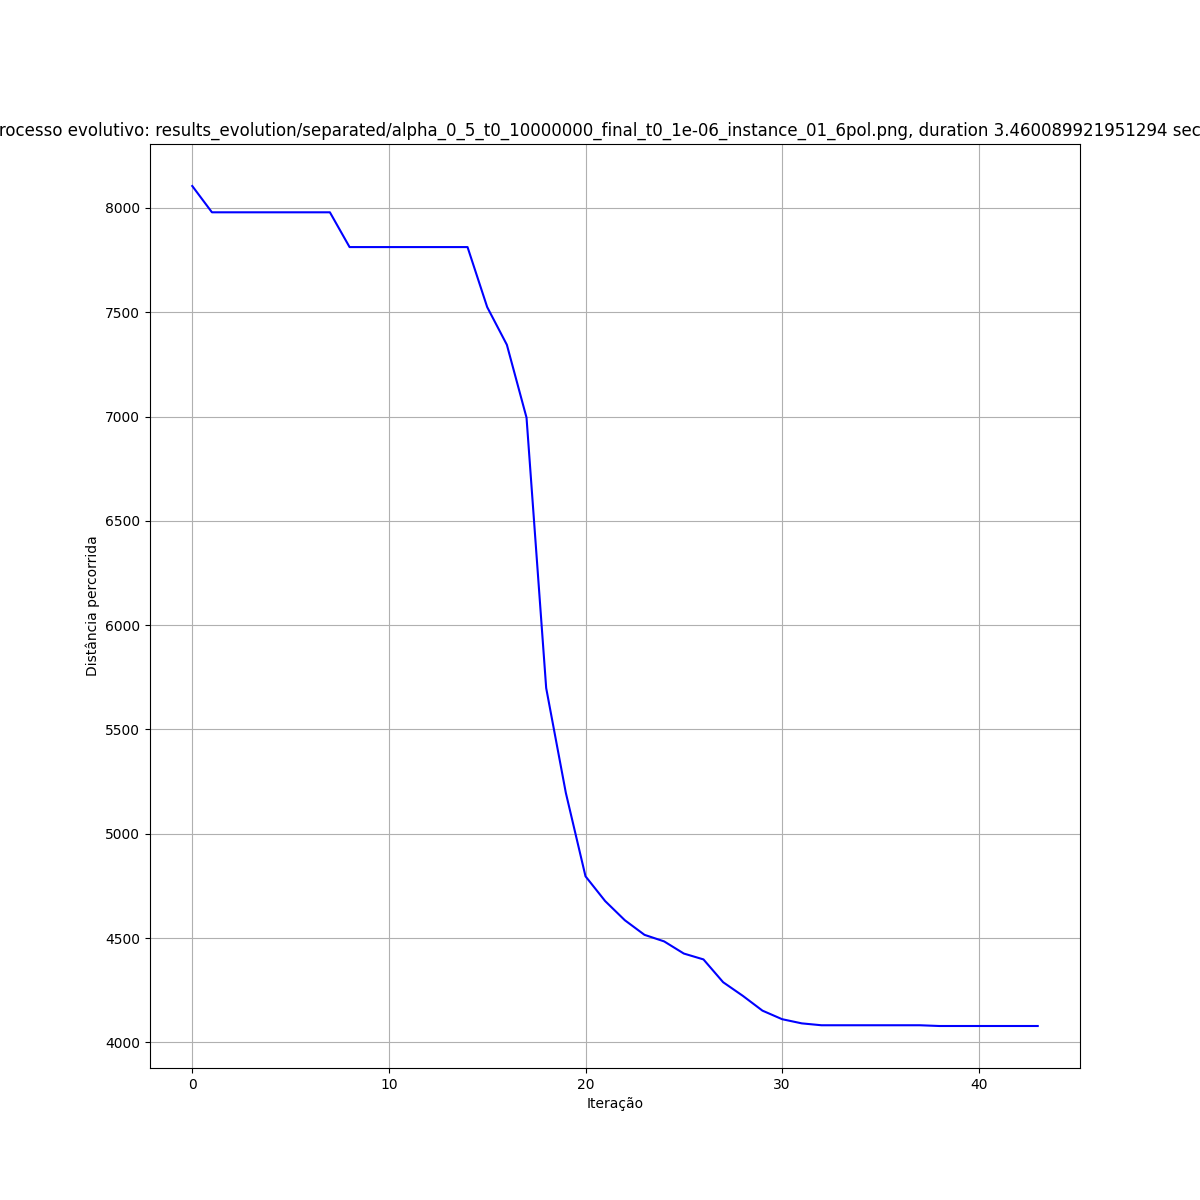 rocesso evolutivo: results_evolution/separated/alpha_0_5_t0_10000000_final_t0_1e-06_instance_01_6pol.png, duration 3.460089921951294 sec
8000
7500
7000
6500
6000
5500
5000
4500
4000
Distância percorrida
0 10 20 30 40
Iteração